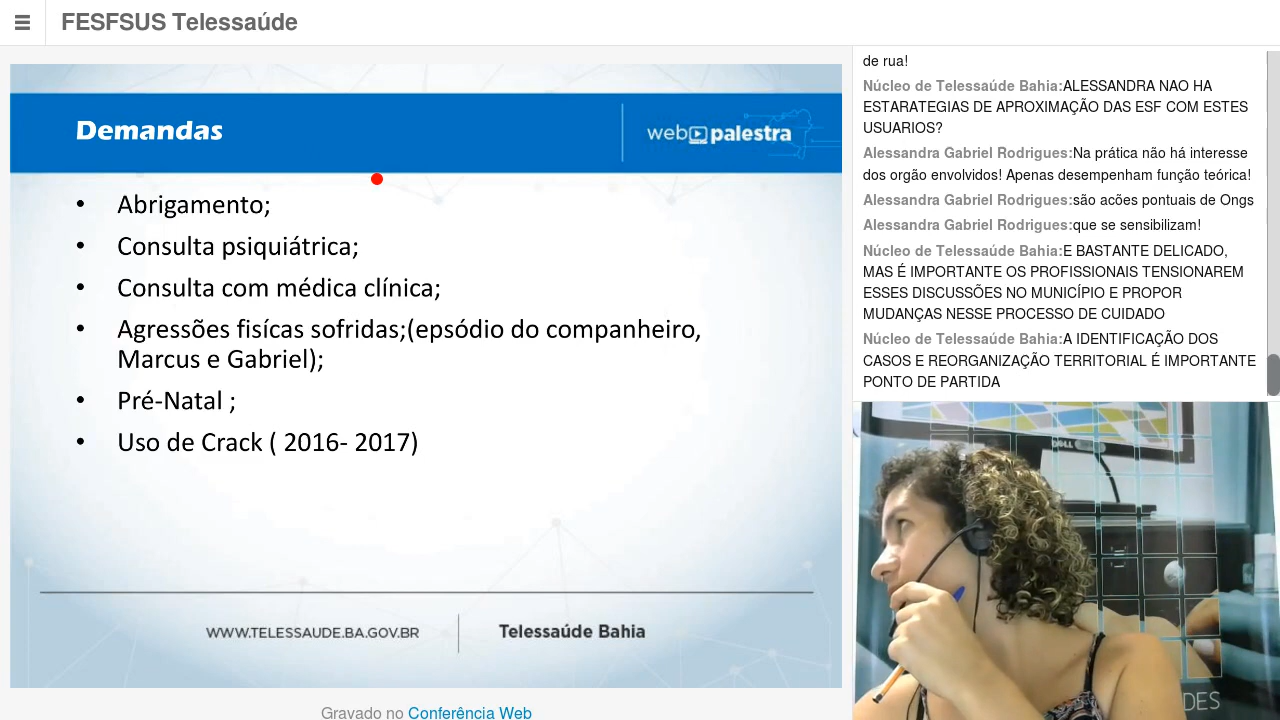 FESFSUS Telessaúde
Demandas
web palestra
• Abrigamento;
• Consulta psiquiátrica;
• Consulta com médica clínica;
• Agressões fisícas sofridas;(epsódio do companheiro,
Marcus e Gabriel);
• Pré-Natal ;
• Uso de Crack ( 2016- 2017)
WWW.TELESSAUDE.BA.GOV.BR
Telessaúde Bahia
Gravado no Conferência Web
de rua!
Núcleo de Telessaúde Bahia:ALESSANDRA NAO HA
ESTARATEGIAS DE APROXIMAÇÃO DAS ESF COM ESTES
USUARIOS?
Alessandra Gabriel Rodrigues:Na prática não há interesse
dos orgão envolvidos! Apenas desempenham função teórica!
Alessandra Gabriel Rodrigues:são acões pontuais de Ongs
Alessandra Gabriel Rodrigues:que se sensibilizam!
Núcleo de Telessaúde Bahia:E BASTANTE DELICADO,
MAS É IMPORTANTE OS PROFISSIONAIS TENSIONAREM
ESSES DISCUSSÕES NO MUNICÍPIO E PROPOR
MUDANÇAS NESSE PROCESSO DE CUIDADO
Núcleo de Telessaúde Bahia:A IDENTIFICAÇÃO DOS
CASOS E REORGANIZAÇÃO TERRITORIAL É IMPORTANTE
PONTO DE PARTIDA
DELL
DES